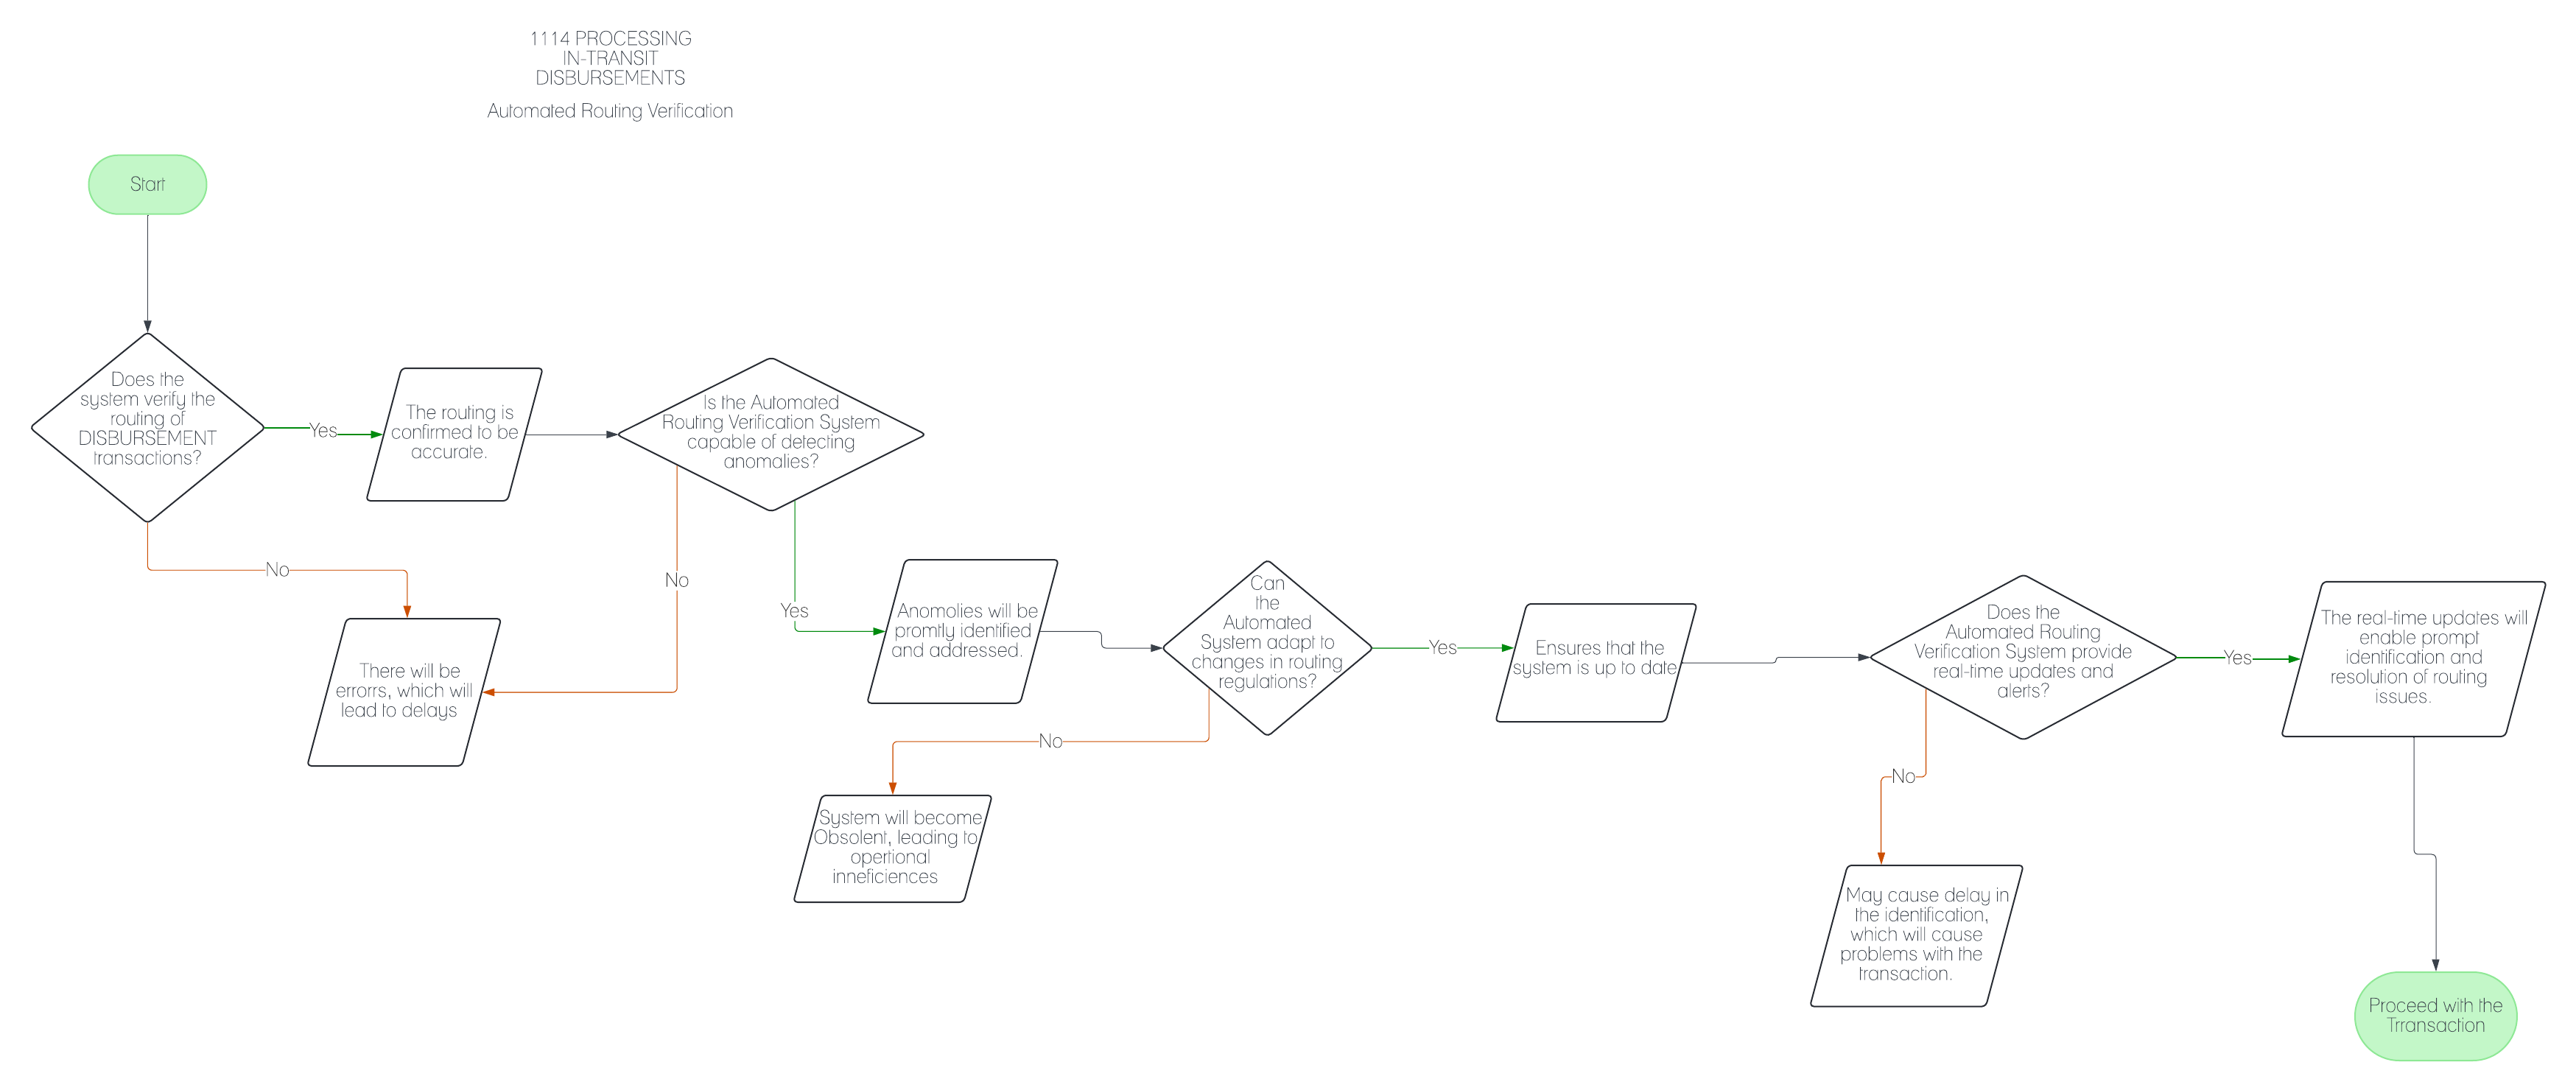 1114 PROCESSING
IN-TRANSIT
DISBURSEMENTS
Automated Routing Verification
Start
Does the
system verify the
routing of
DISBURSEMENT
transactions?
Yes
The routing is
confirmed to be
accurate.
Is the Automated
Routing Verification System
capable of detecting
anomalies?
No
There will be
errorrs, which will
lead to delays
No
Yes
Anomolies will be
promtly identified
and addressed.
Can
the
Automated
System adapt to
changes in routing
regulations?
No
System will become
Obsolent, leading to
opertional
inneficiences
Yes
Ensures that the
system is up to date
Does the
Automated Routing
Verification System provide
real-time updates and
alerts?
No
May cause delay in
the identification,
which will cause
problems with the
transaction.
Yes
The real-time updates will
enable prompt
identification and
resolution of routing
issues.
Proceed with the
Trransaction